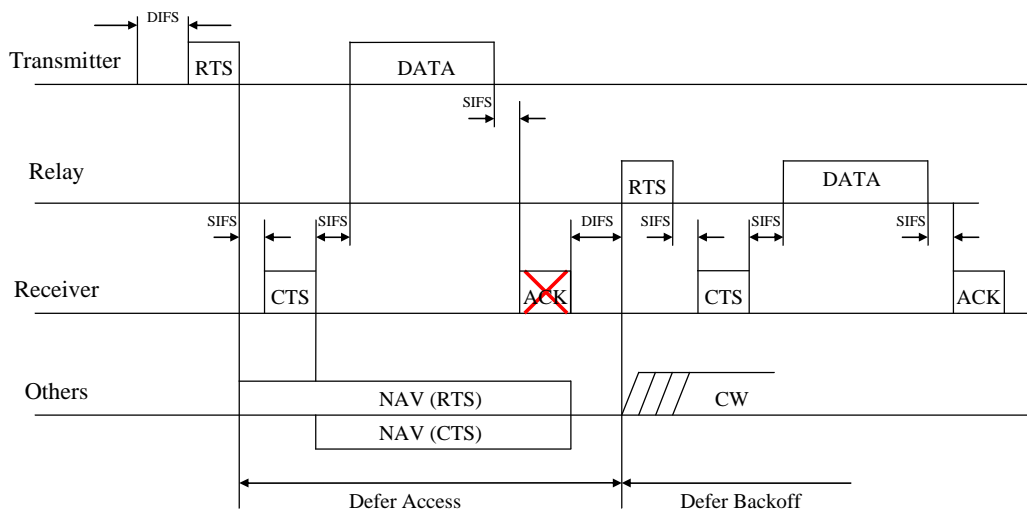 DIFS
Transmitter
RTS
DATA
SIFS
Relay
RTS
DATA
SIFS
SIFS
DIFS
SIFS
SIFS
SIFS
Receiver
CTS
ACK
CTS
ACK
Others
NAV (RTS)
CW
NAV (CTS)
Defer Access
Defer Backoff